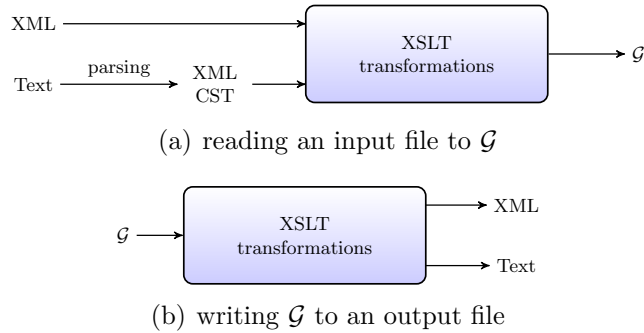 XML
XSLT
transformations
𝒢
Text
parsing
XML
CST
(a) reading an input file to 𝒢
𝒢
XSLT
transformations
XML
Text
(b) writing 𝒢 to an output file